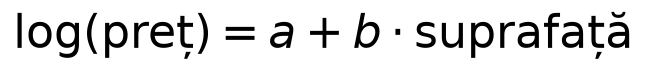 log(preț) = a + b · suprafață